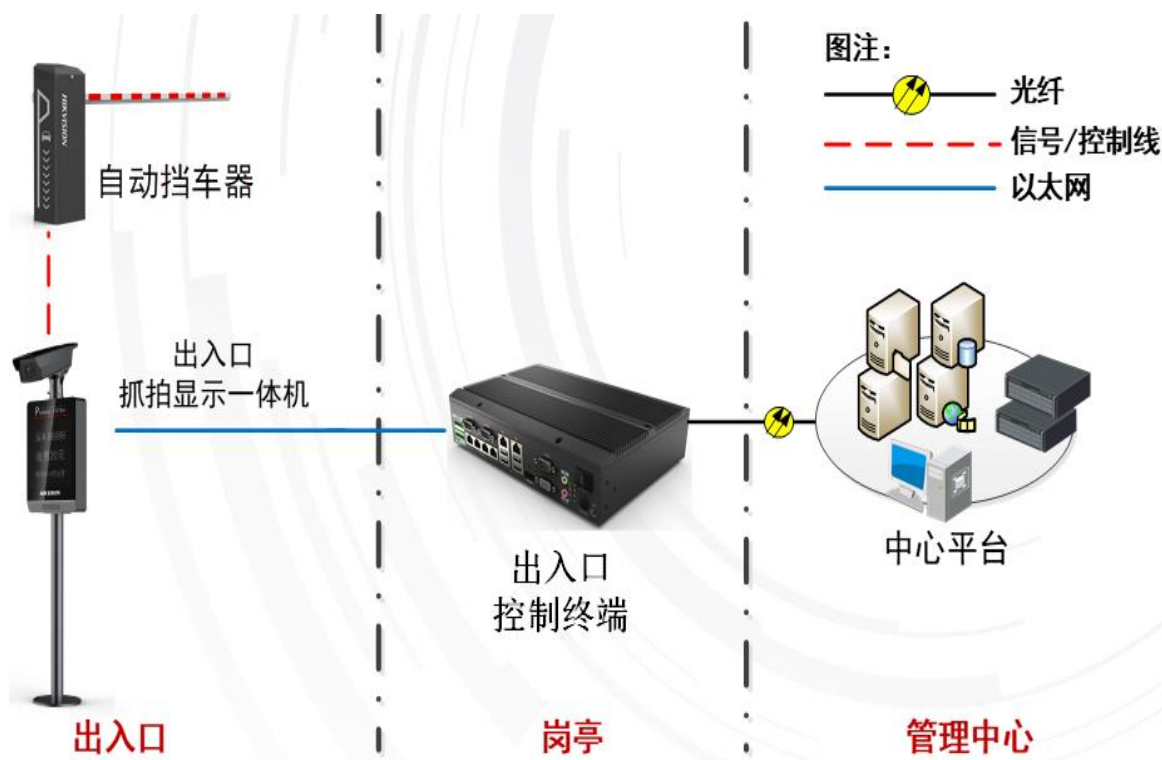 图注：
光纤
信号/控制线
以太网
HIKVISION
自动挡车器
出入口
抓拍显示一体机
出入口
控制终端
中心平台
出入口
岗亭
管理中心